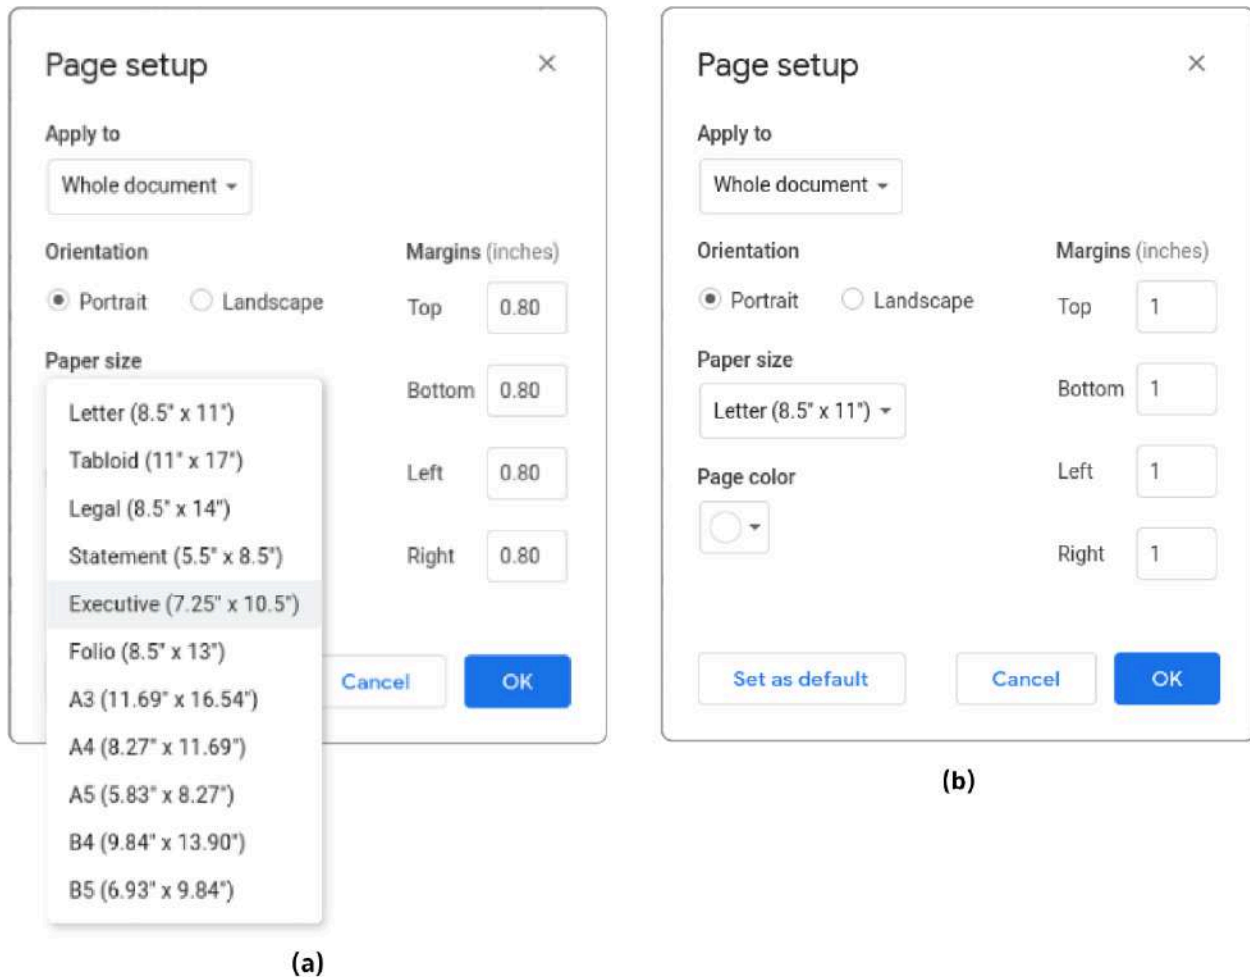 Page setup
Apply to
Whole document
Orientation
Portrait
Landscape
Margins (inches)
Top 0.80
Bottom 0.80
Left 0.80
Right 0.80
Paper size
Letter (8.5" x 11")
Tabloid (11" x 17")
Legal (8.5" x 14")
Statement (5.5" x 8.5")
Executive (7.25" x 10.5")
Folio (8.5" x 13")
A3 (11.69" x 16.54")
A4 (8.27" x 11.69")
A5 (5.83" x 8.27")
B4 (9.84" x 13.90")
B5 (6.93" x 9.84")
Cancel
OK
(a)
Page setup
Apply to
Whole document
Orientation
Portrait
Landscape
Margins (inches)
Top 1
Bottom 1
Left 1
Right 1
Paper size
Letter (8.5" x 11")
Page color
Set as default
Cancel
OK
(b)